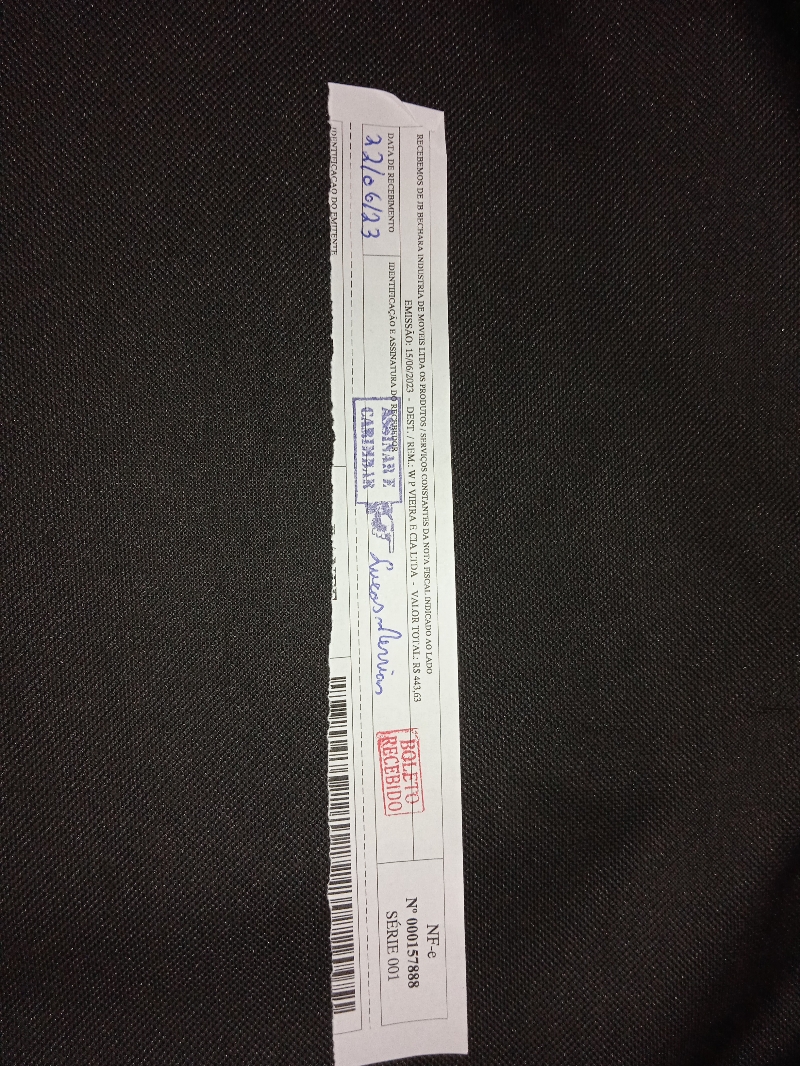 RECEBEMOS DE JB BECHARA INDUSTRIA DE MOVEIS LTDA OS PRODUTOS / SERVIÇOS CONSTANTES DA NOTA FISCAL INDICADO AO LADO
EMISSÃO: 15/06/2023 - DEST. / REM.: W P VIEIRA E CIA LTDA - VALOR TOTAL: R$ 443,63
DATA DE RECEBIMENTO
22/06/23
IDENTIFICAÇÃO E ASSINATURA DO RECEBEDOR
ASSINAR E
CARIMBAR
Lucas
BOLETO
RECEBIDO
NF-e
Nº 000157888
SÉRIE 001
IDENTIFICAÇÃO DO EMITENTE